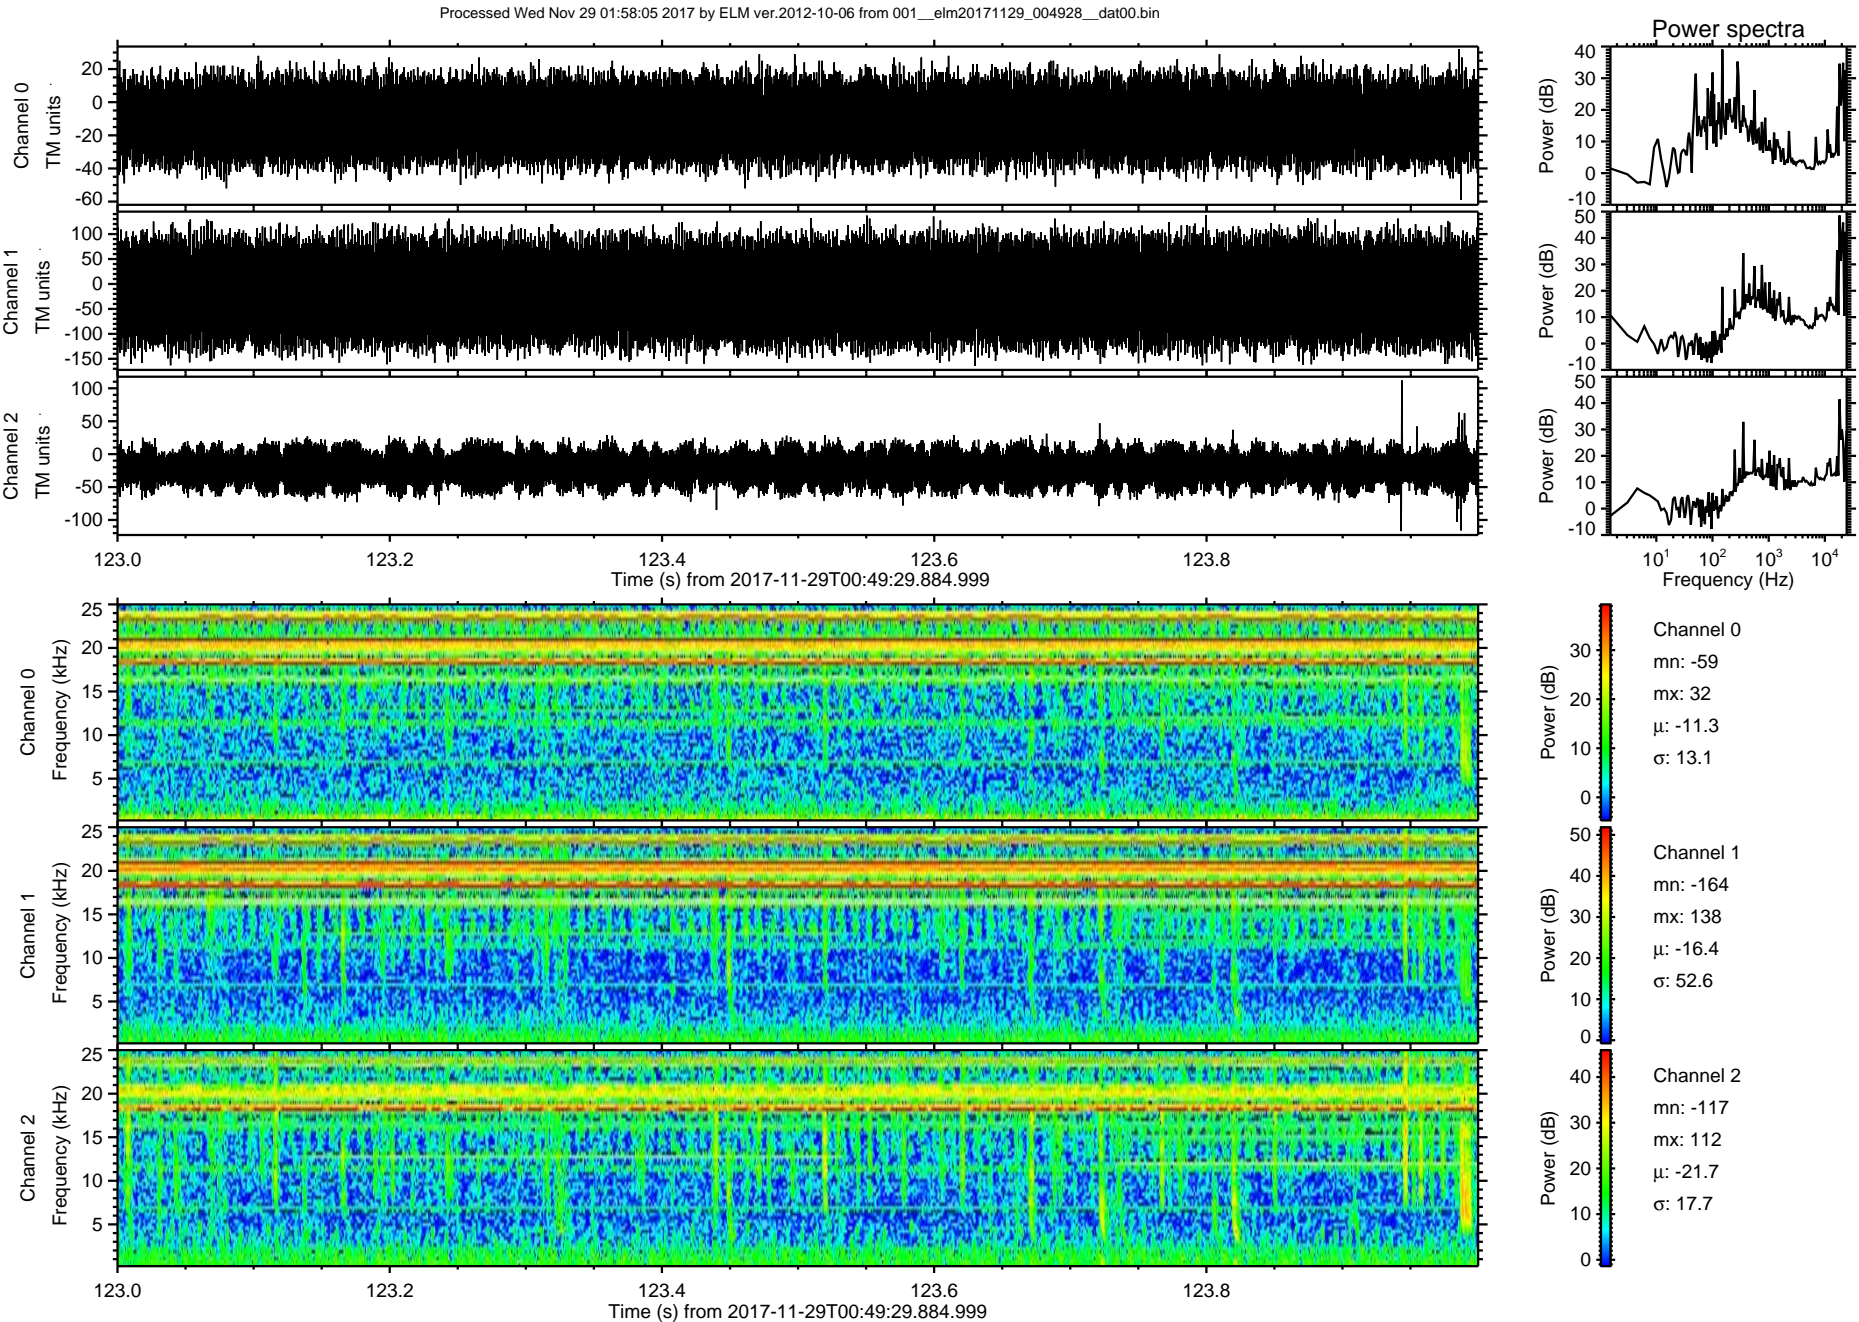 Processed Wed Nov 29 01:58:05 2017 by ELM ver.2012-10-06 from 001__elm20171129_004928__dat00.bin
Power spectra
Channel 0
TM units
20
0
-20
-40
-60
Power (dB)
40
30
20
10
0
-10
Channel 1
TM units
100
50
0
-50
-100
-150
Power (dB)
50
40
30
20
10
0
-10
Channel 2
TM units
100
50
0
-50
-100
Power (dB)
50
40
30
20
10
0
-10
123.0 123.2 123.4 123.6 123.8
Time (s) from 2017-11-29T00:49:29.884.999
10^1 10^2 10^3 10^4
Frequency (Hz)
Channel 0
Frequency (kHz)
25
20
15
10
5
Power (dB)
30
20
10
0
Channel 0
mn: -59
mx: 32
μ: -11.3
σ: 13.1
Channel 1
Frequency (kHz)
25
20
15
10
5
Power (dB)
50
40
30
20
10
0
Channel 1
mn: -164
mx: 138
μ: -16.4
σ: 52.6
Channel 2
Frequency (kHz)
25
20
15
10
5
Power (dB)
40
30
20
10
0
Channel 2
mn: -117
mx: 112
μ: -21.7
σ: 17.7
123.0 123.2 123.4 123.6 123.8
Time (s) from 2017-11-29T00:49:29.884.999